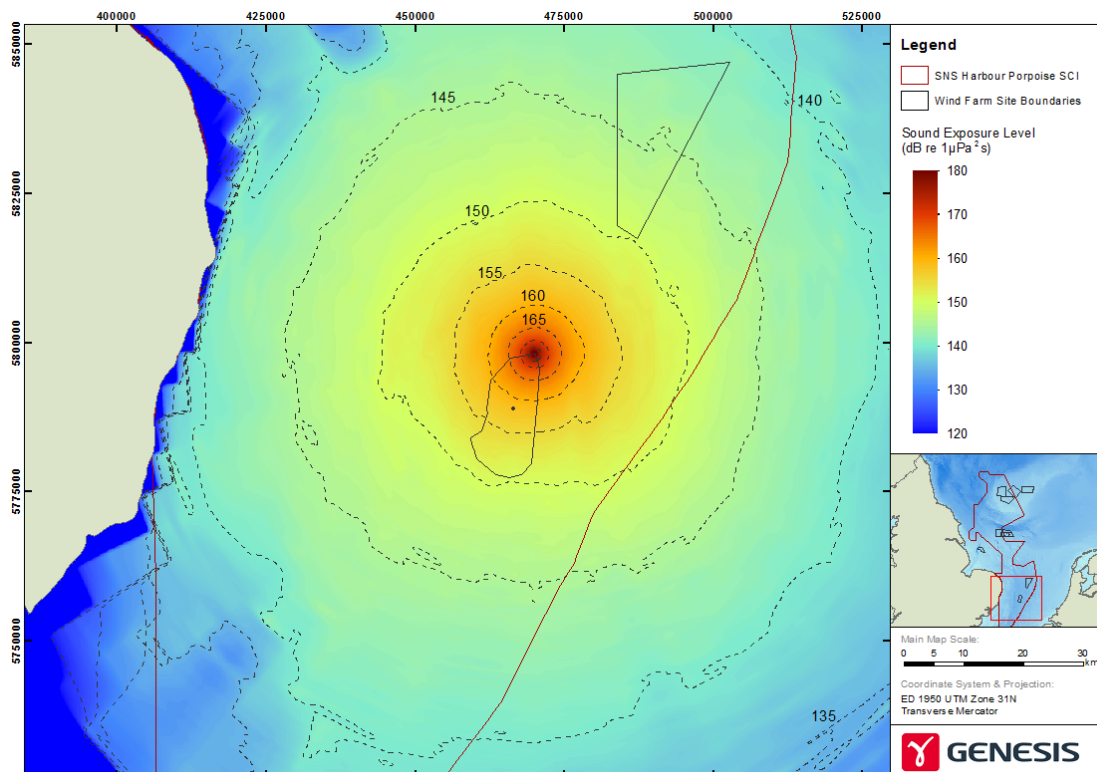 400000 425000 450000 475000 500000 525000
5850000
5825000
5800000
5775000
5750000
145
140
150
155
160
165
135
Legend
SNS Harbour Porpoise SCI
Wind Farm Site Boundaries
Sound Exposure Level
(dB re 1µPa²s)
180
170
160
150
140
130
120
Main Map Scale:
0 5 10 20 30
km
Coordinate System & Projection:
ED 1950 UTM Zone 31N
Transverse Mercator
GENESIS